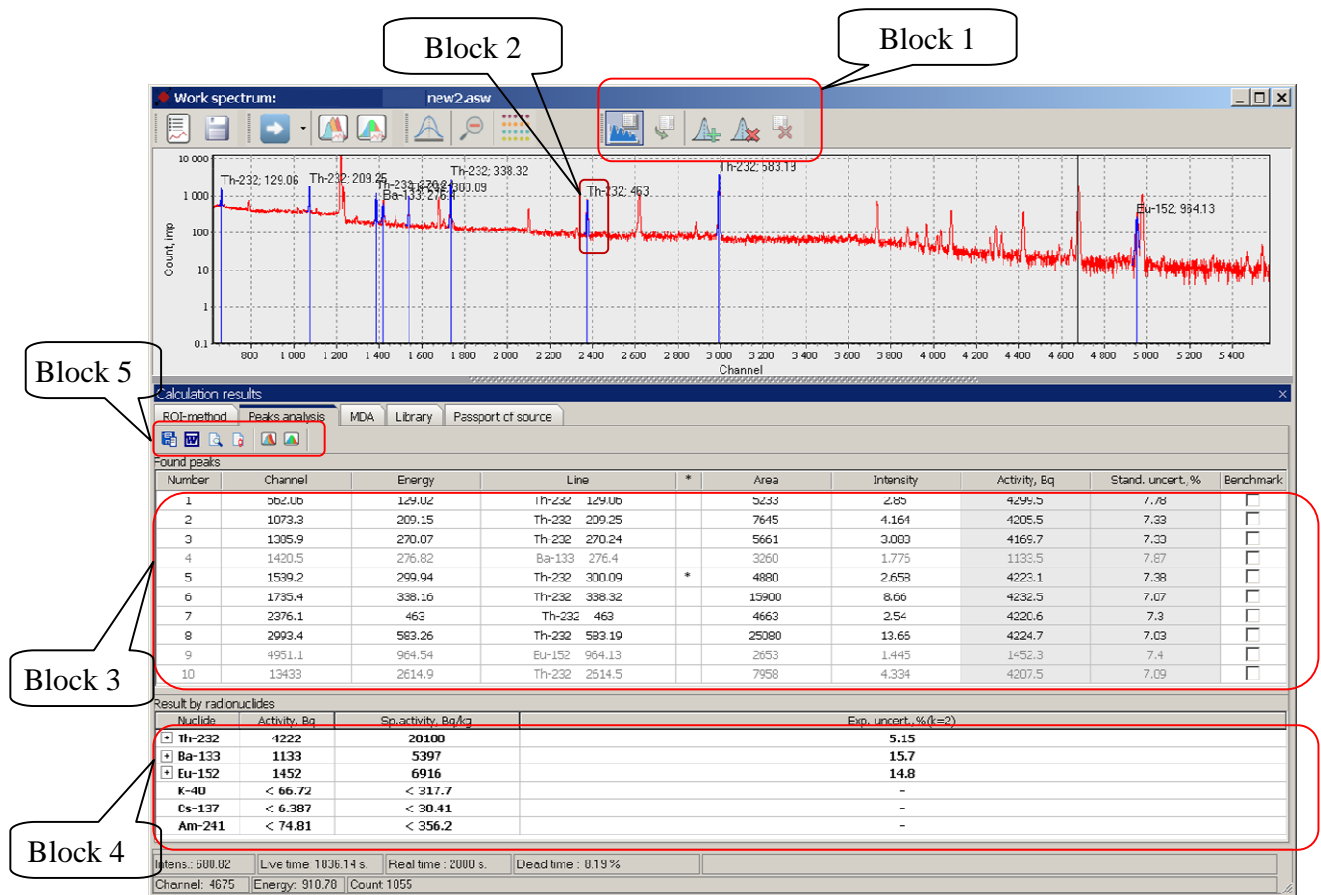 Block 2
Block 1
Work spectrum: new2.asw
10 000
1 000
100
10
1
0.1
Count, imp
Th-232; 129.06
Th-232; 209.25
Ba-133; 276.4
Th-232; 338.32
Th-232; 463
Th-232; 583.19
Eu-152, 964.13
800 1 000 1 200 1 400 1 600 1 800 2 000 2 200 2 400 2 600 2 800 3 000 3 200 3 400 3 600 3 800 4 000 4 200 4 400 4 600 4 800 5 000 5 200 5 400
Channel
Block 5
Calculation results
ROI-method Peaks analysis MDA Library Passport of source
Found peaks
Number Channel Energy Line * Area Intensity Activity, Bq Stand. uncert., % Benchmark
1 562.06 129.02 Th-232 129.06 5233 2.85 4299.5 7.78
2 1073.3 209.15 Th-232 209.25 7645 4.164 4205.5 7.33
3 1385.9 270.07 Th-232 270.24 5661 3.083 4169.7 7.33
4 1420.5 276.82 Ba-133 276.4 3260 1.775 1133.5 7.87
5 1539.2 299.94 Th-232 300.09 * 4880 2.658 4223.1 7.38
6 1735.4 338.16 Th-232 338.32 15900 8.66 4232.5 7.07
7 2376.1 463 Th-232 463 4663 2.54 4220.6 7.3
8 2993.4 583.26 Th-232 583.19 25080 13.66 4224.7 7.03
9 4951.1 964.54 Eu-152 964.13 2653 1.445 1452.3 7.4
10 13433 2614.9 Th-232 2614.5 7958 4.334 4207.5 7.09
Block 3
Result by radionuclides
Nuclide Activity, Bq Sp.activity, Bq/kg Exp. uncert., % (k=2)
Th-232 4222 20100 5.15
Ba-133 1133 5397 15.7
Eu-152 1452 6916 14.8
K-40 < 66.72 < 317.7 -
Cs-137 < 6.387 < 30.41 -
Am-241 < 74.81 < 356.2 -
Block 4
Intens.: Live time: Real time : 2000 s. Dead time : 8.19 %
Channel: 4675 Energy: 910.78 Count: 1055